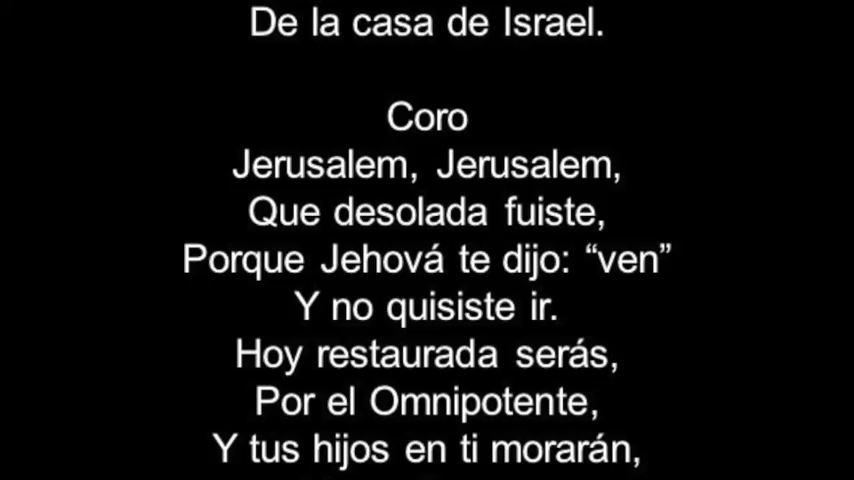 De la casa de Israel.
Coro
Jerusalem, Jerusalem,
Que desolada fuiste,
Porque Jehová te dijo: “ven”
Y no quisiste ir.
Hoy restaurada serás,
Por el Omnipotente,
Y tus hijos en ti morarán,